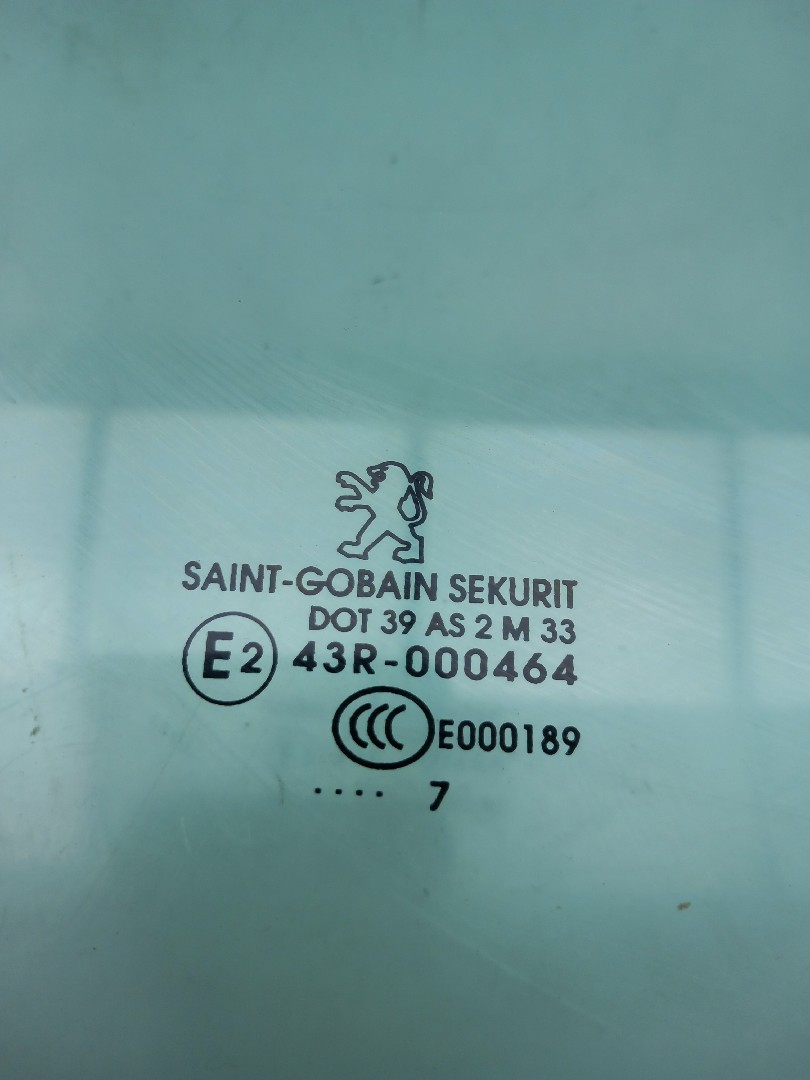 SAINT-GOBAIN SEKURIT
DOT 39 AS 2 M 33
E2 43R-000464
CCC E000189
.... 7